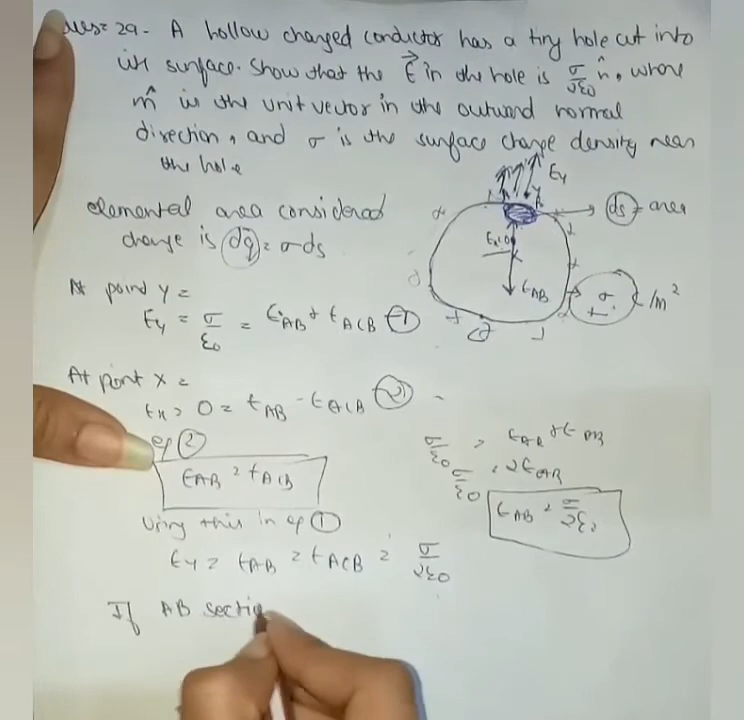 Ques= 29- A hollow charged conductor has a tiny hole cut into
its surface. Show that the E⃗ in the hole is σ/2ε0 n̂, where
n̂ is the unit vector in the outward normal
direction, and σ is the surface charge density near
the hole
Ey
elemental area considered
charge is dq = σ ds
ds = area
EAB
σ C/m²
At point y =
Ey = σ/ε0 = EAB + EACB ①
At point x =
Ex = 0 = EAB - EACB ②
eq ②
EAB = EACB
σ/ε0 = EAB + EAB
σ/ε0 = 2EAB
EAB = σ/2ε0
Using this in eq ①
Ey = EAB = EACB = σ/2ε0
If AB sectio